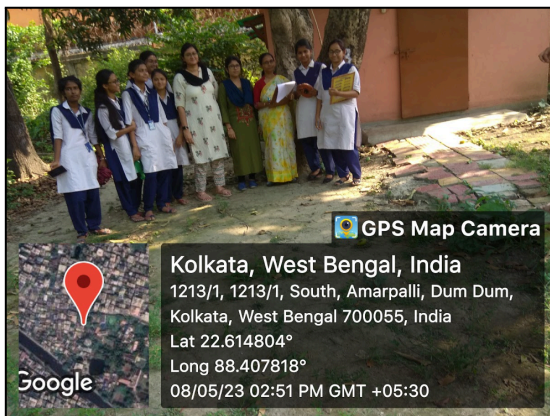 GPS Map Camera
Kolkata, West Bengal, India
1213/1, 1213/1, South, Amarpalli, Dum Dum,
Kolkata, West Bengal 700055, India
Lat 22.614804°
Long 88.407818°
08/05/23 02:51 PM GMT +05:30
Google